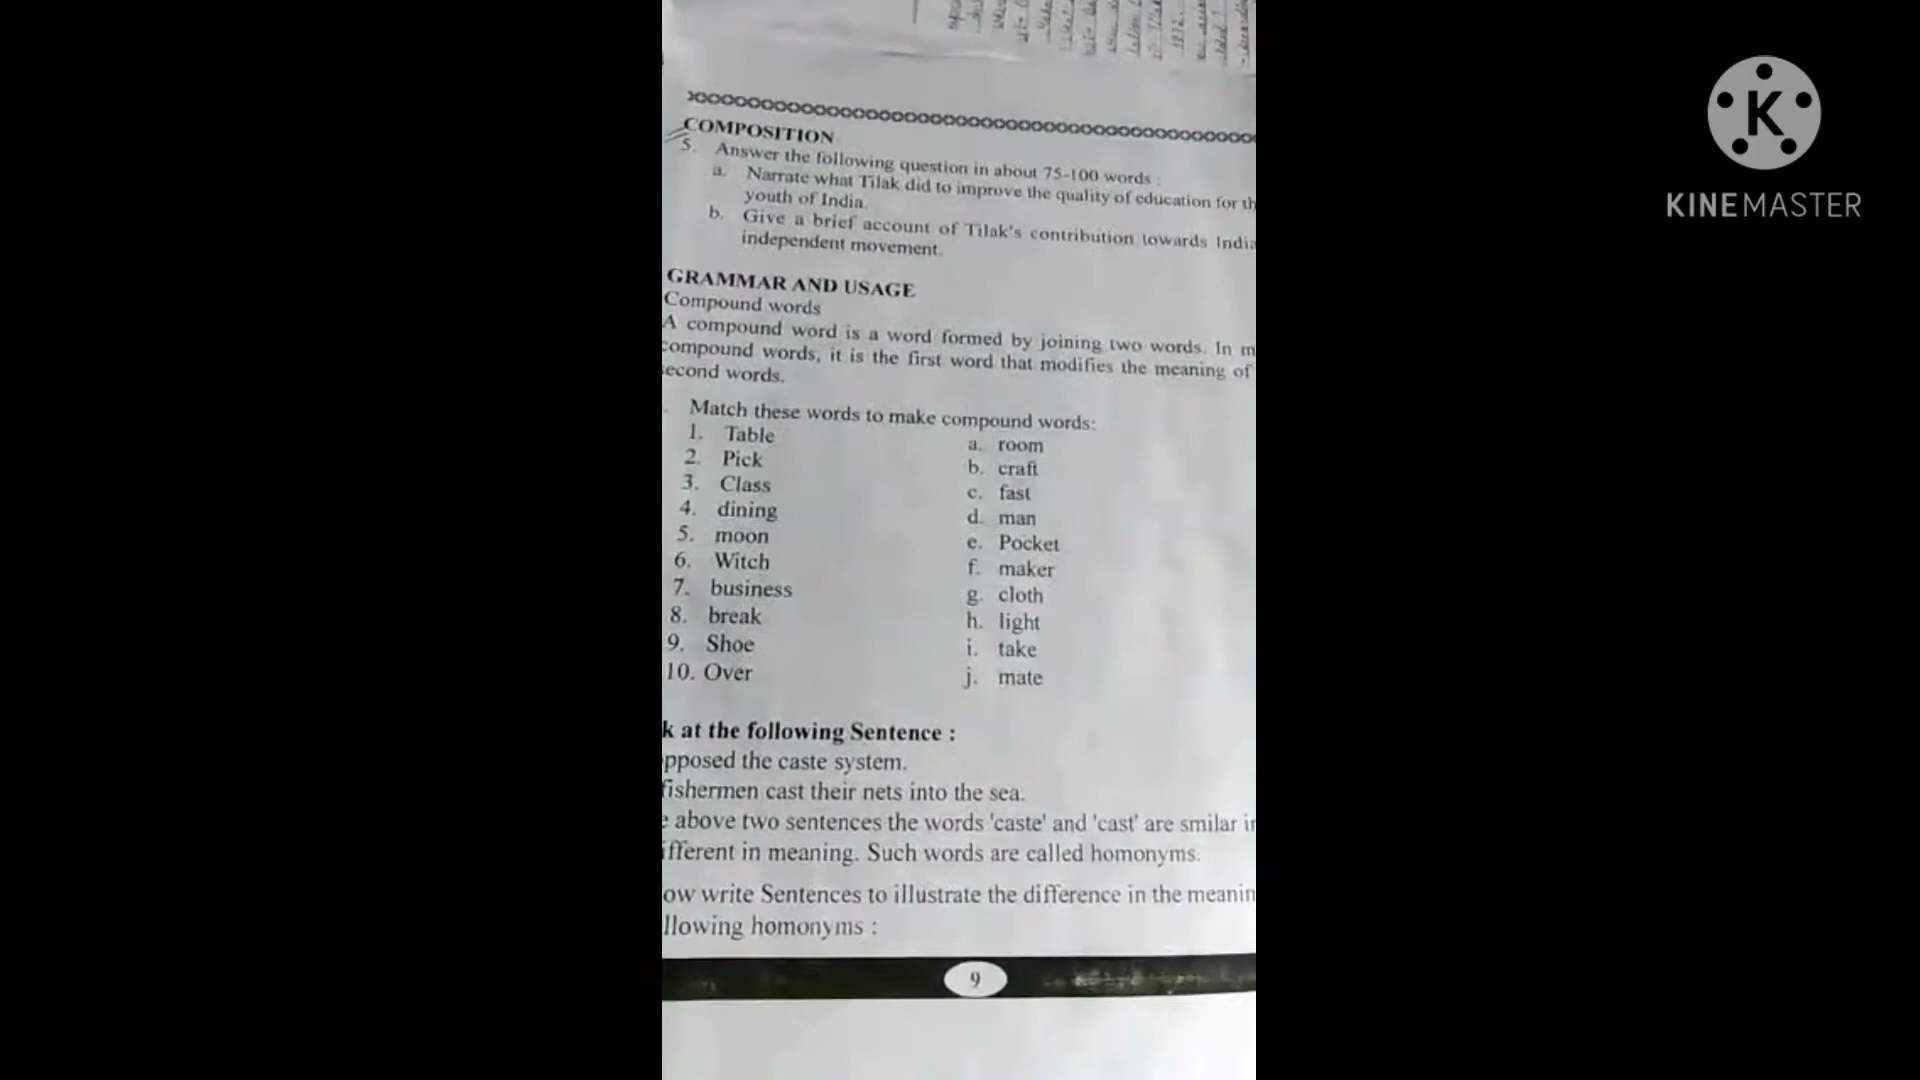 COMPOSITION
5. Answer the following question in about 75-100 words :
a. Narrate what Tilak did to improve the quality of education for th
youth of India.
b. Give a brief account of Tilak's contribution towards India
independent movement.
GRAMMAR AND USAGE
Compound words
A compound word is a word formed by joining two words. In m
compound words, it is the first word that modifies the meaning of
econd words.
Match these words to make compound words:
1. Table a. room
2. Pick b. craft
3. Class c. fast
4. dining d. man
5. moon e. Pocket
6. Witch f. maker
7. business g. cloth
8. break h. light
9. Shoe i. take
10. Over j. mate
k at the following Sentence :
pposed the caste system.
fishermen cast their nets into the sea.
e above two sentences the words 'caste' and 'cast' are smilar in
ifferent in meaning. Such words are called homonyms.
ow write Sentences to illustrate the difference in the meanin
llowing homonyms :
9
K
KINEMASTER